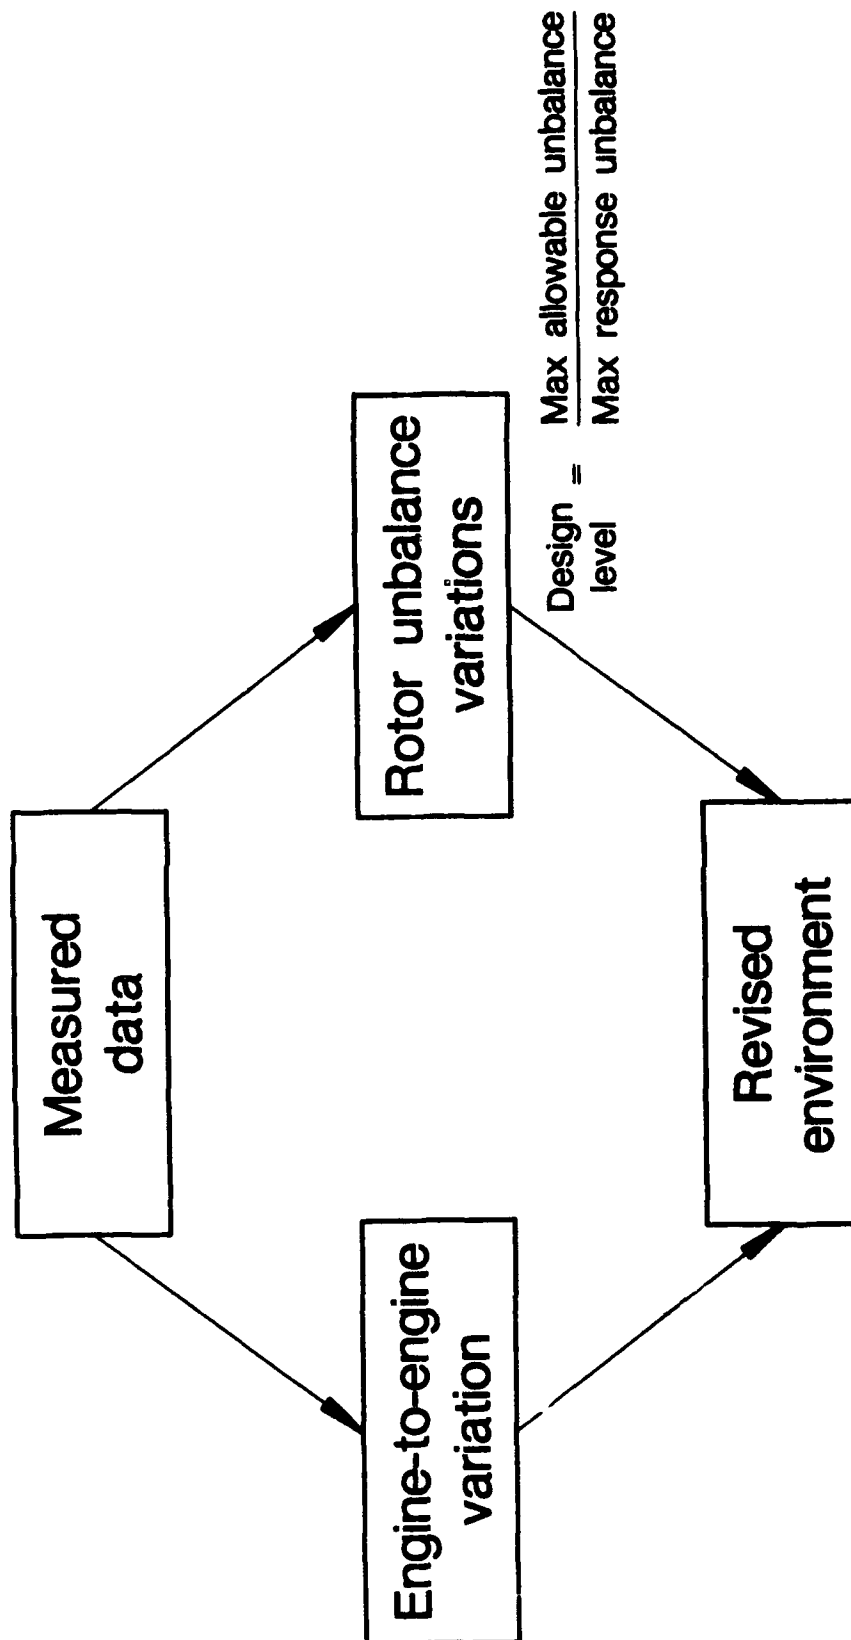 Measured
data
Engine-to-engine
variation
Rotor unbalance
variations
Design level = Max allowable unbalance
Max response unbalance
Revised
environment